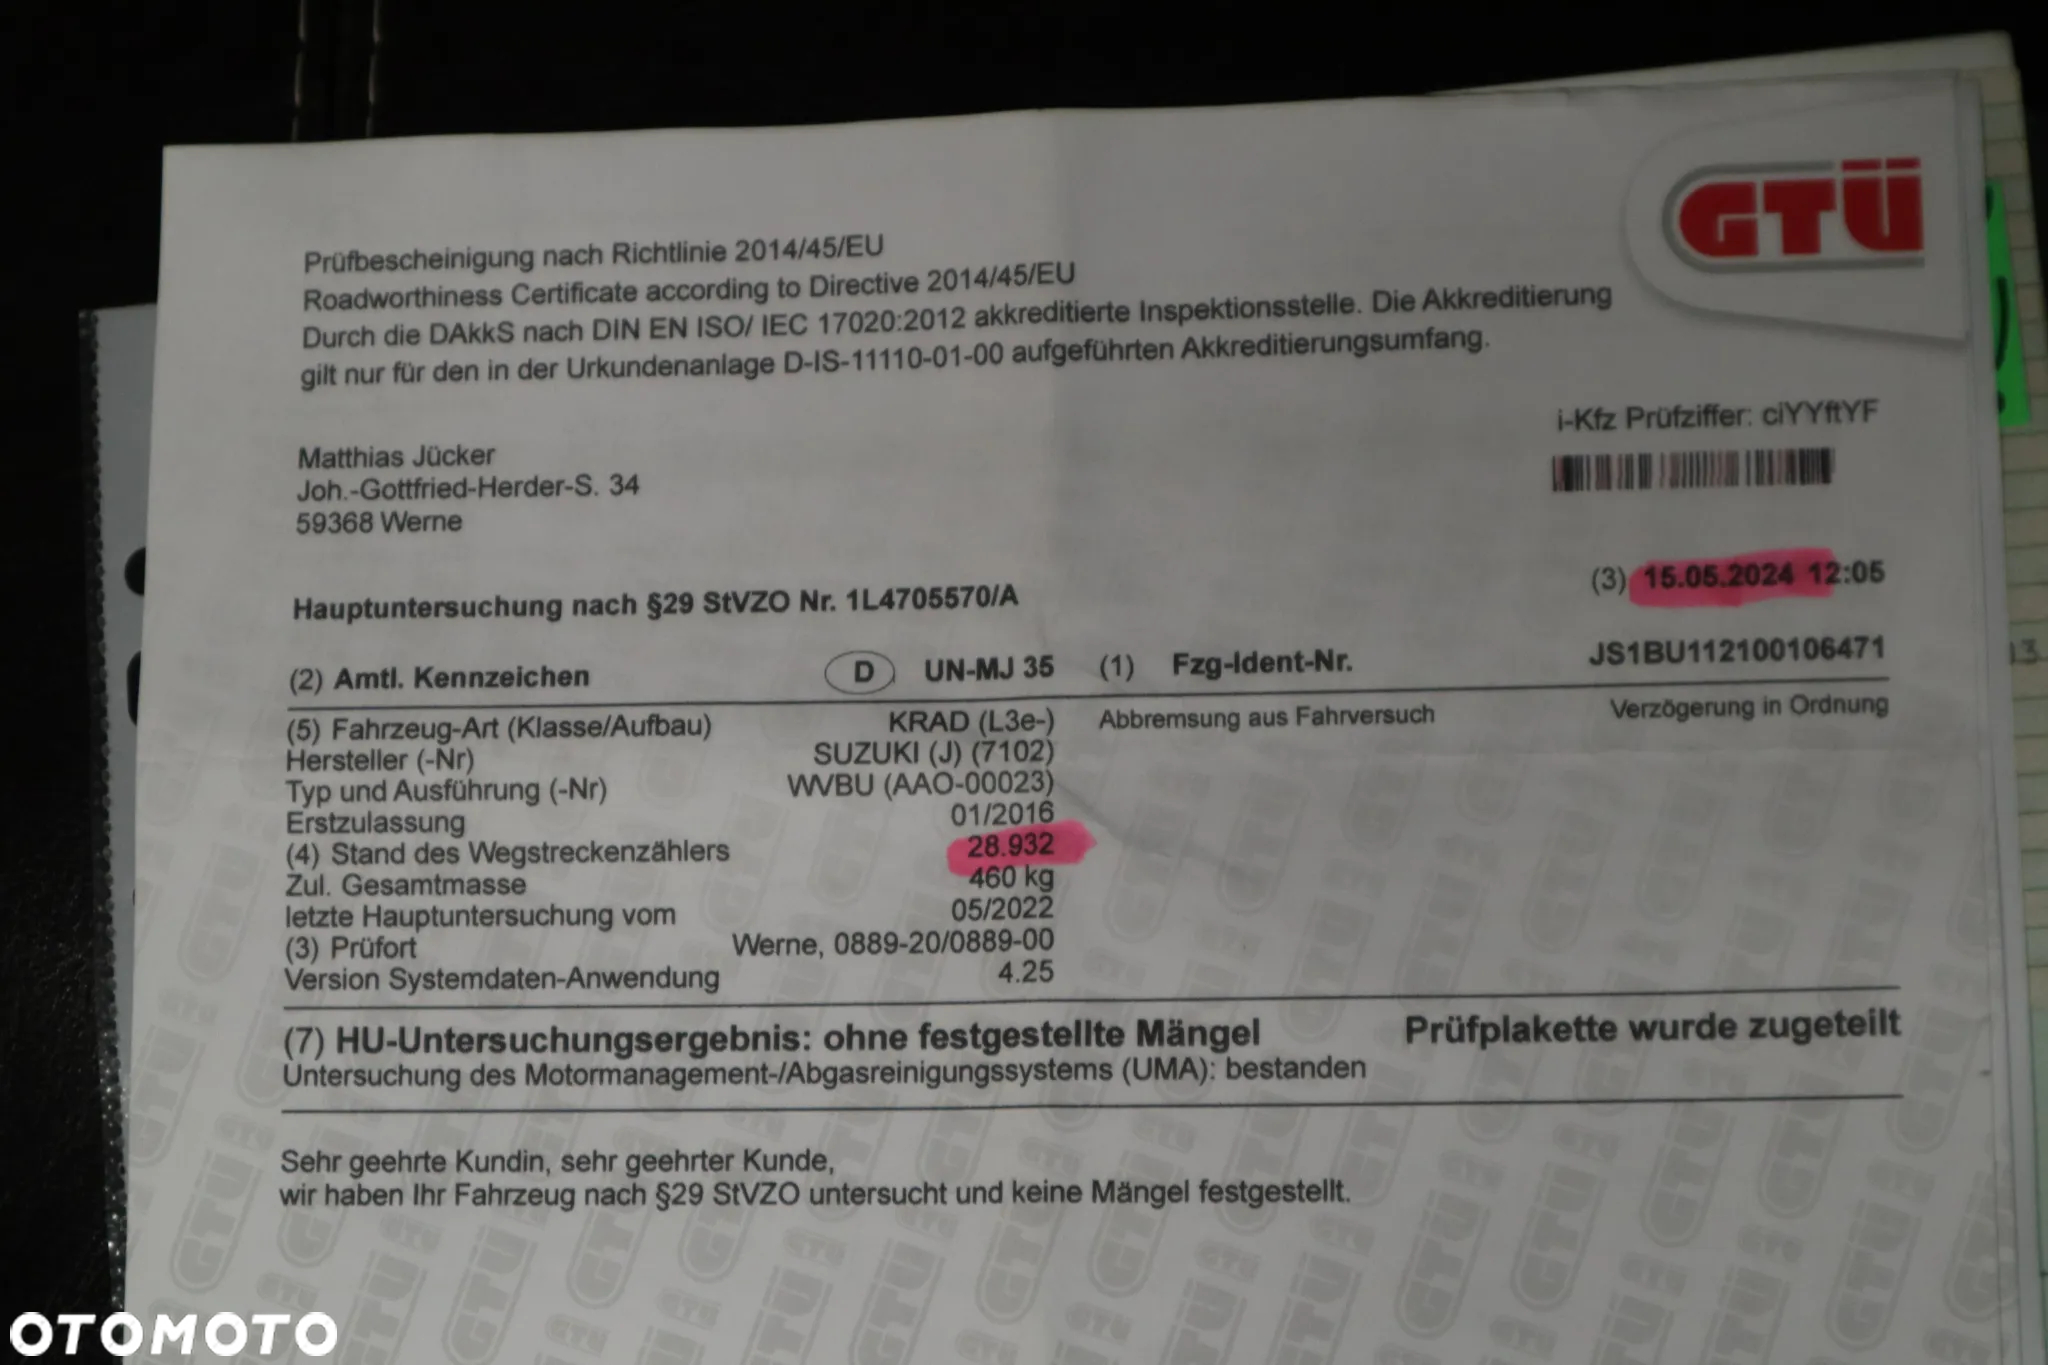 GTÜ
Prüfbescheinigung nach Richtlinie 2014/45/EU
Roadworthiness Certificate according to Directive 2014/45/EU
Durch die DAkkS nach DIN EN ISO/ IEC 17020:2012 akkreditierte Inspektionsstelle. Die Akkreditierung
gilt nur für den in der Urkundenanlage D-IS-11110-01-00 aufgeführten Akkreditierungsumfang.
i-Kfz Prüfziffer: ciYYftYF
Matthias Jücker
Joh.-Gottfried-Herder-S. 34
59368 Werne
(3) 15.05.2024 12:05
Hauptuntersuchung nach §29 StVZO Nr. 1L4705570/A
(2) Amtl. Kennzeichen D UN-MJ 35 (1) Fzg-Ident-Nr. JS1BU112100106471
(5) Fahrzeug-Art (Klasse/Aufbau) KRAD (L3e-) Abbremsung aus Fahrversuch Verzögerung in Ordnung
Hersteller (-Nr) SUZUKI (J) (7102)
Typ und Ausführung (-Nr) WVBU (AAO-00023)
Erstzulassung 01/2016
(4) Stand des Wegstreckenzählers 28.932
Zul. Gesamtmasse 460 kg
letzte Hauptuntersuchung vom 05/2022
(3) Prüfort Werne, 0889-20/0889-00
Version Systemdaten-Anwendung 4.25
(7) HU-Untersuchungsergebnis: ohne festgestellte Mängel Prüfplakette wurde zugeteilt
Untersuchung des Motormanagement-/Abgasreinigungssystems (UMA): bestanden
Sehr geehrte Kundin, sehr geehrter Kunde,
wir haben Ihr Fahrzeug nach §29 StVZO untersucht und keine Mängel festgestellt.
OTOMOTO